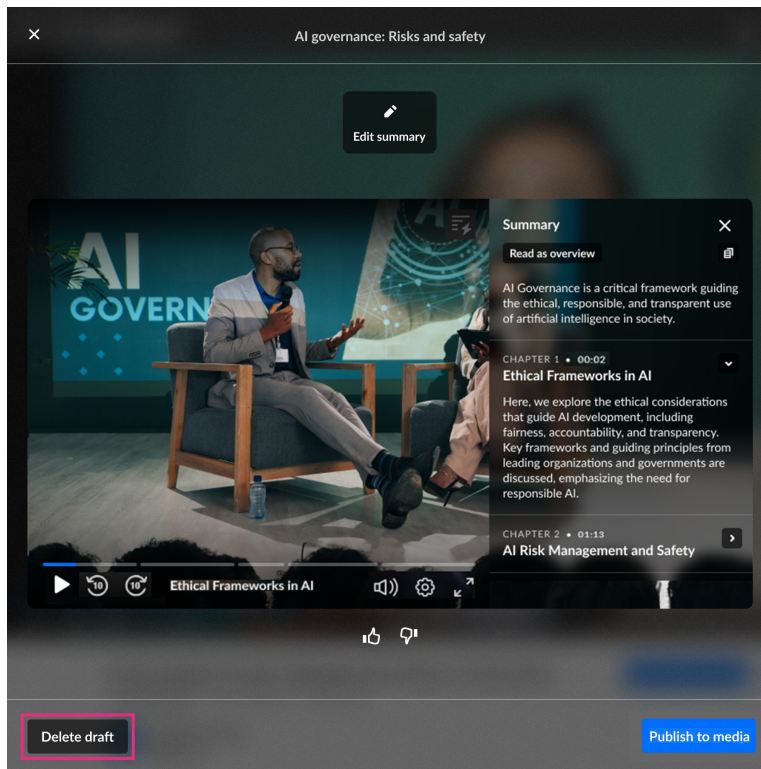 AI governance: Risks and safety
Edit summary
AI
GOVERN
AI
Summary
Read as overview
AI Governance is a critical framework guiding
the ethical, responsible, and transparent use
of artificial intelligence in society.
CHAPTER 1 • 00:02
Ethical Frameworks in AI
Here, we explore the ethical considerations
that guide AI development, including
fairness, accountability, and transparency.
Key frameworks and guiding principles from
leading organizations and governments are
discussed, emphasizing the need for
responsible AI.
CHAPTER 2 • 01:13
AI Risk Management and Safety
10
10
Ethical Frameworks in AI
Delete draft
Publish to media